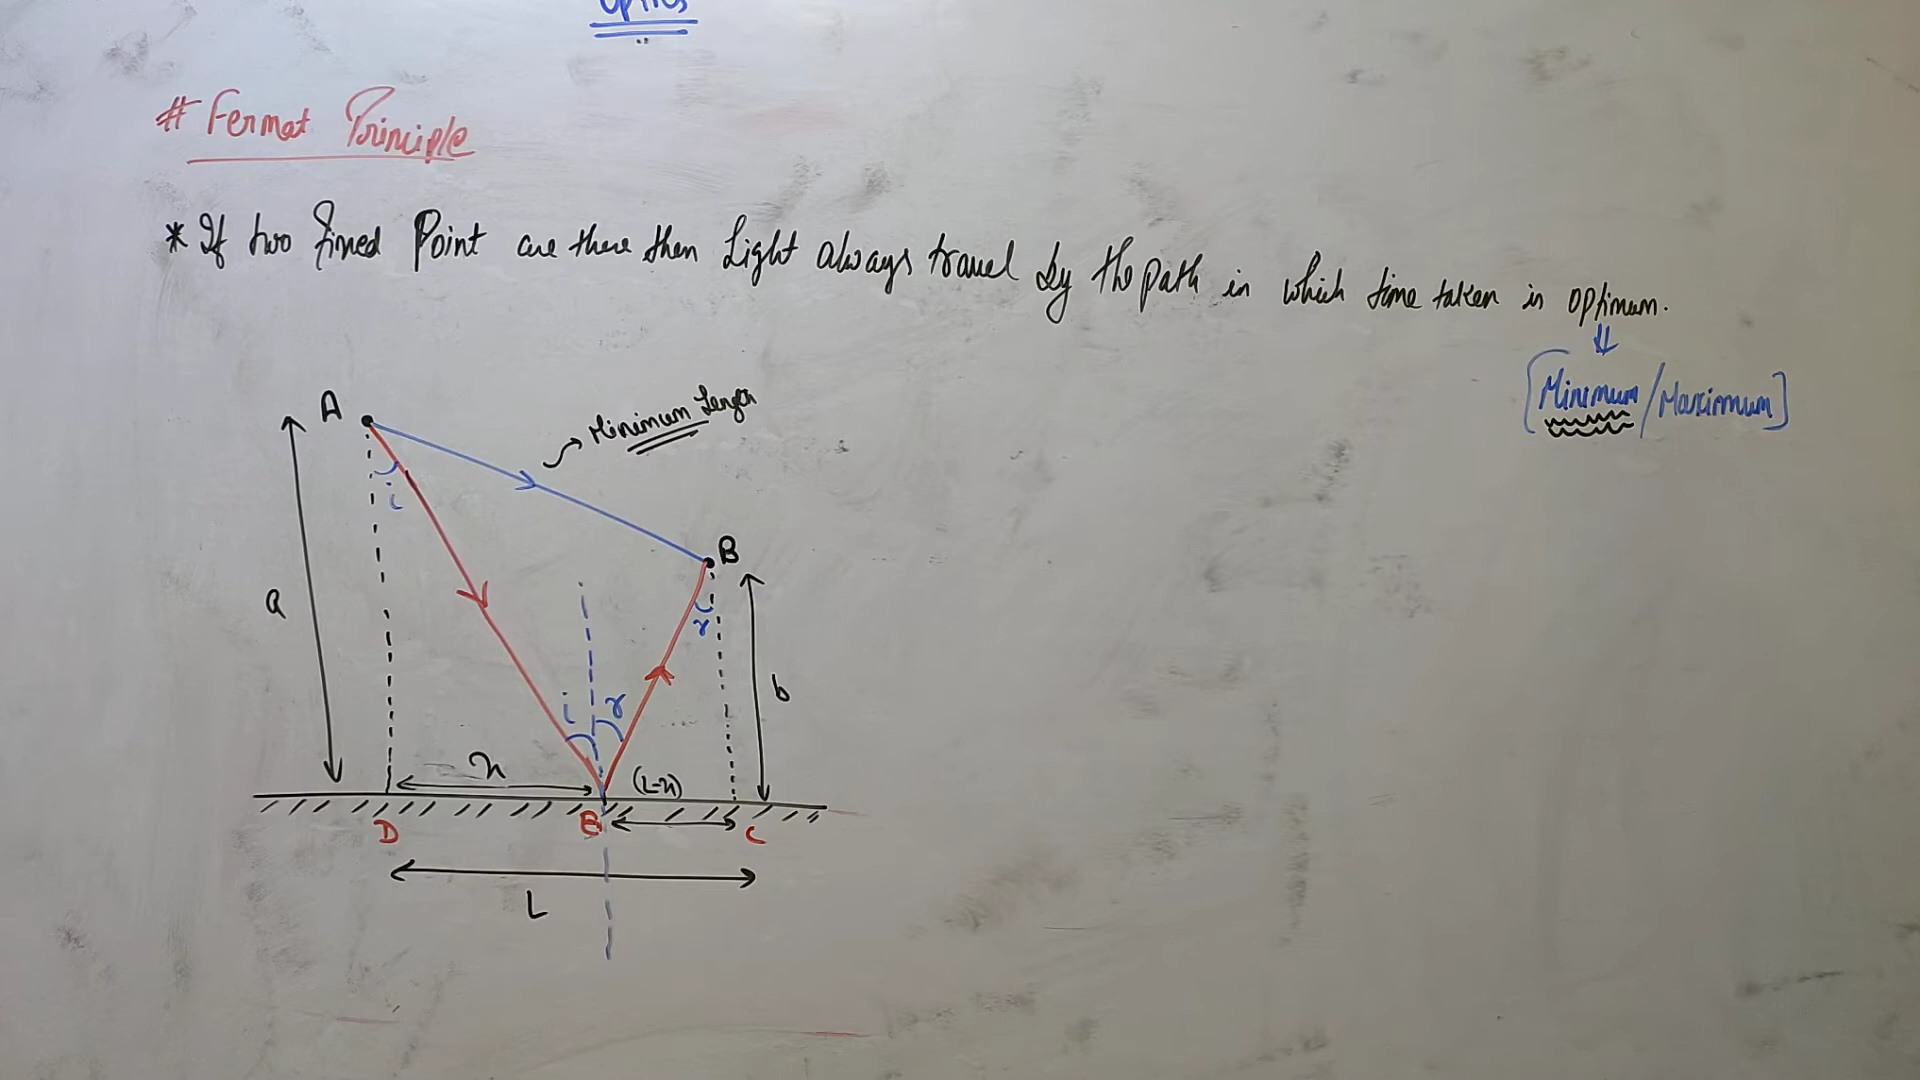 Optics
# Fermat Principle
* If two fixed Point are there then Light always travel by the path in which time taken is optimum.
⇓
[Minimum/Maximum]
A
Minimum Length
i
B
a
r
i
r
b
x
(L-x)
D
E
C
L